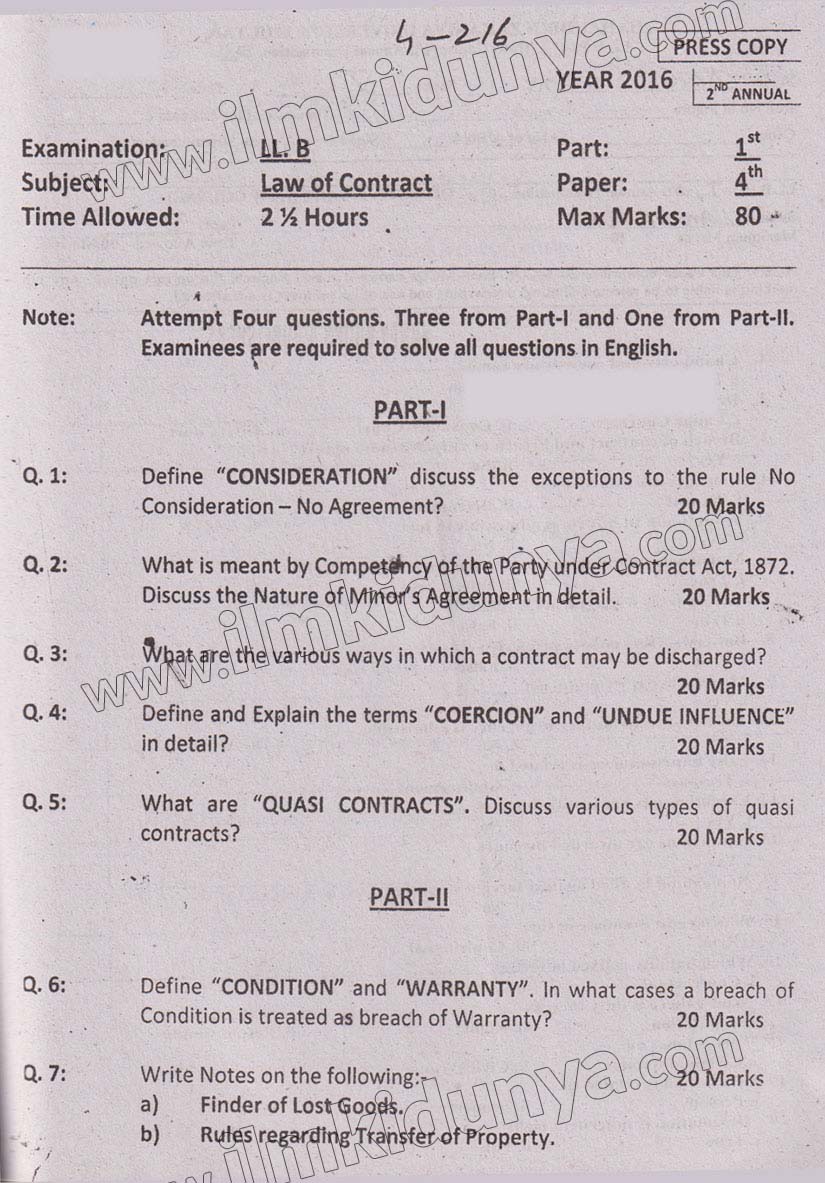 4-216
PRESS COPY
YEAR 2016
2ND ANNUAL
Examination: LL. B Part: 1st
Subject: Law of Contract Paper: 4th
Time Allowed: 2 ½ Hours Max Marks: 80
Note: Attempt Four questions. Three from Part-I and One from Part-II.
Examinees are required to solve all questions in English.
PART-I
Q. 1: Define “CONSIDERATION” discuss the exceptions to the rule No
Consideration – No Agreement? 20 Marks
Q. 2: What is meant by Competency of the Party under Contract Act, 1872.
Discuss the Nature of Minor’s Agreement in detail. 20 Marks
Q. 3: What are the various ways in which a contract may be discharged?
20 Marks
Q. 4: Define and Explain the terms “COERCION” and “UNDUE INFLUENCE”
in detail? 20 Marks
Q. 5: What are “QUASI CONTRACTS”. Discuss various types of quasi
contracts? 20 Marks
PART-II
Q. 6: Define “CONDITION” and “WARRANTY”. In what cases a breach of
Condition is treated as breach of Warranty? 20 Marks
Q. 7: Write Notes on the following:- 20 Marks
a) Finder of Lost Goods.
b) Rules regarding Transfer of Property.
www.ilmkidunya.com
www.ilmkidunya.com
www.ilmkidunya.com